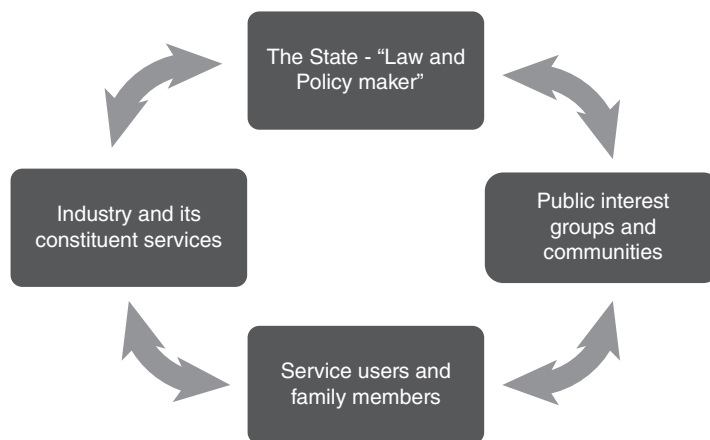 The State - “Law and
Policy maker”
Industry and its
constituent services
Public interest
groups and
communities
Service users and
family members